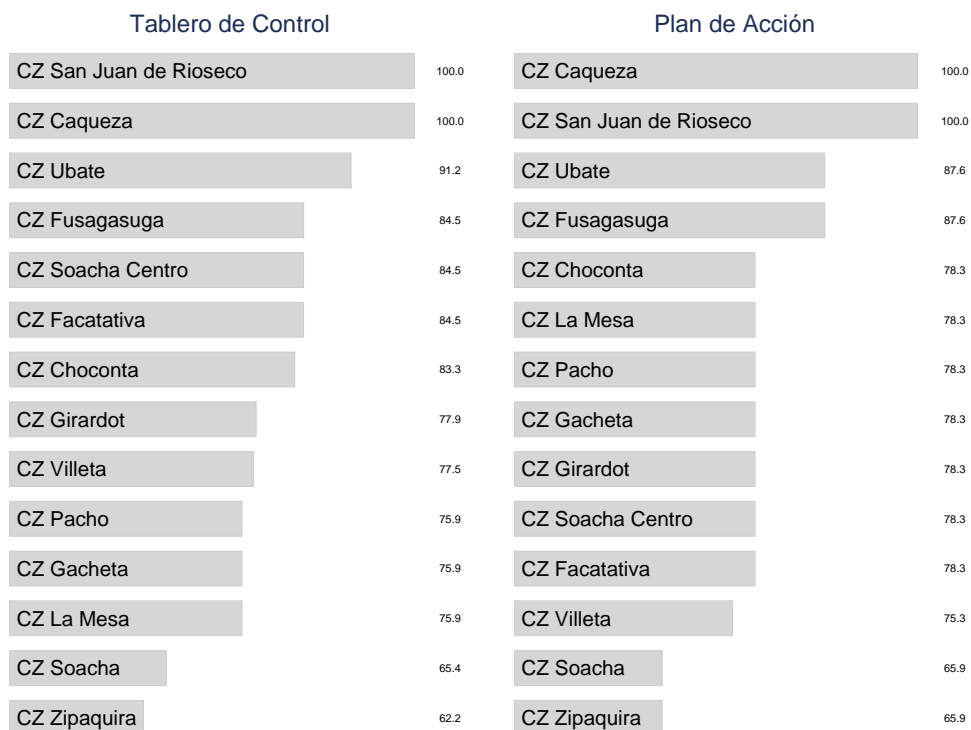 Tablero de Control
CZ San Juan de Rioseco 100.0
CZ Caqueza 100.0
CZ Ubate 91.2
CZ Fusagasuga 84.5
CZ Soacha Centro 84.5
CZ Facatativa 84.5
CZ Choconta 83.3
CZ Girardot 77.9
CZ Villeta 77.5
CZ Pacho 75.9
CZ Gacheta 75.9
CZ La Mesa 75.9
CZ Soacha 65.4
CZ Zipaquira 62.2
Plan de Acción
CZ Caqueza 100.0
CZ San Juan de Rioseco 100.0
CZ Ubate 87.6
CZ Fusagasuga 87.6
CZ Choconta 78.3
CZ La Mesa 78.3
CZ Pacho 78.3
CZ Gacheta 78.3
CZ Girardot 78.3
CZ Soacha Centro 78.3
CZ Facatativa 78.3
CZ Villeta 75.3
CZ Soacha 65.9
CZ Zipaquira 65.9